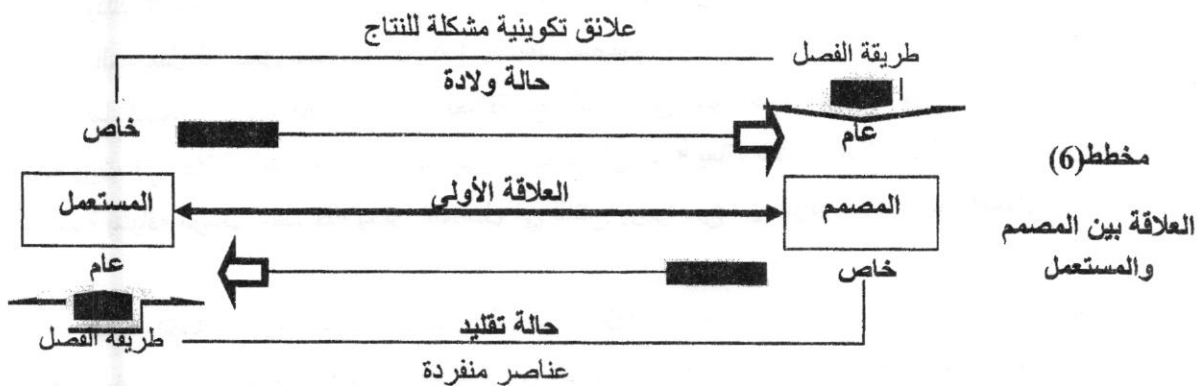 علائق تكوينية مشكلة للنتاج
طريقة الفصل
حالة ولادة
عام
خاص
مخطط(6)
العلاقة بين المصمم
والمستعمل
المصمم
العلاقة الأولى
المستعمل
خاص
عام
حالة تقليد
طريقة الفصل
عناصر منفردة